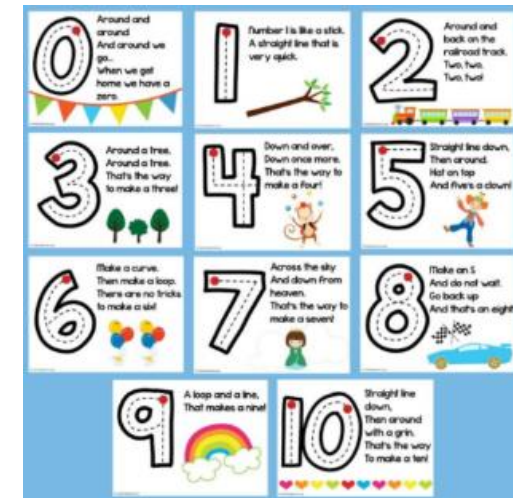 0
Around and
around
And around we
go...
When we get
home we have a
zero.
1
Number 1 is like a stick.
A straight line that is
very quick.
2
Around and
back on the
railroad track.
Two, two,
Two, two!
3
Around a tree,
Around a tree.
That's the way
to make a three!
4
Down and over,
Down once more.
That's the way to
make a four!
5
Straight line down,
Then around.
Hat on top
And five's a clown!
6
Make a curve.
Then make a loop.
There are no tricks
to make a six!
7
Across the sky
And down from
heaven.
That's the way to
make a seven!
8
Make an S
And do not wait.
Go back up
And that's an eight!
9
A loop and a line,
That makes a nine!
10
Straight line
down,
Then around
with a grin.
That's the way
To make a ten!